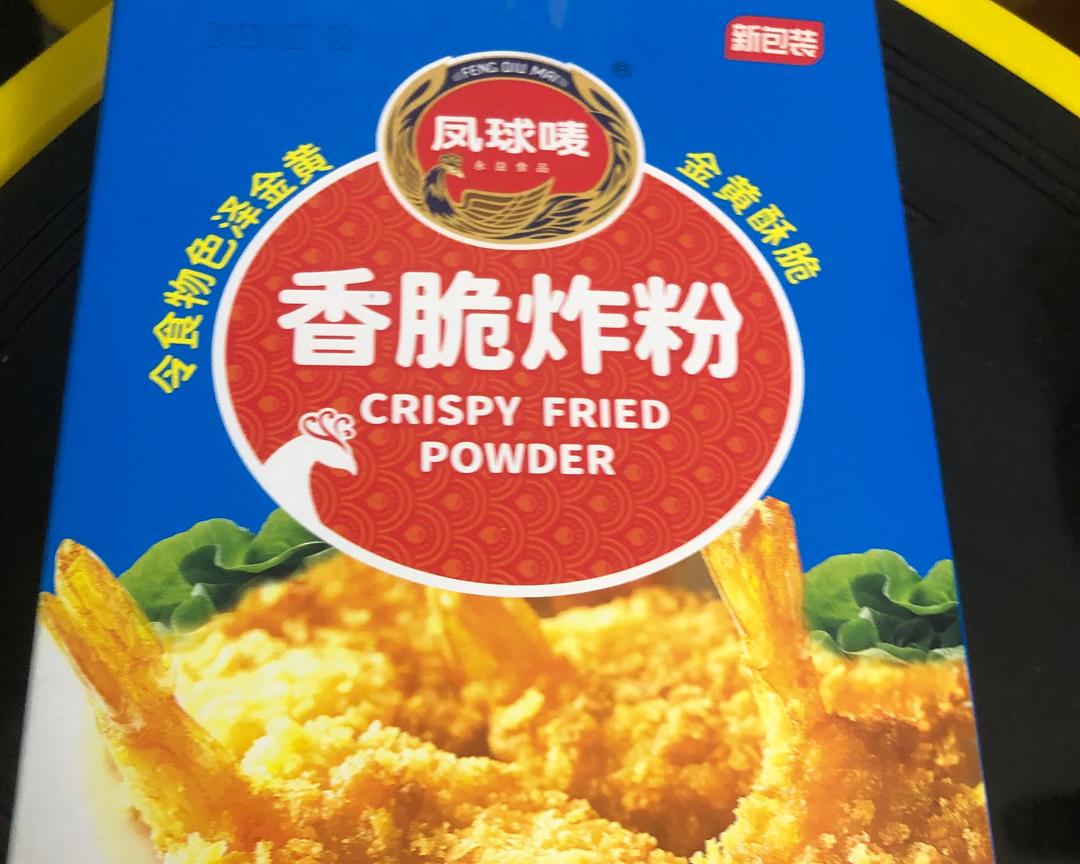 新包装
FENG QIU MAI
®
凤球唛
永益食品
令食物色泽金黄
金黄酥脆
香脆炸粉
CRISPY FRIED
POWDER